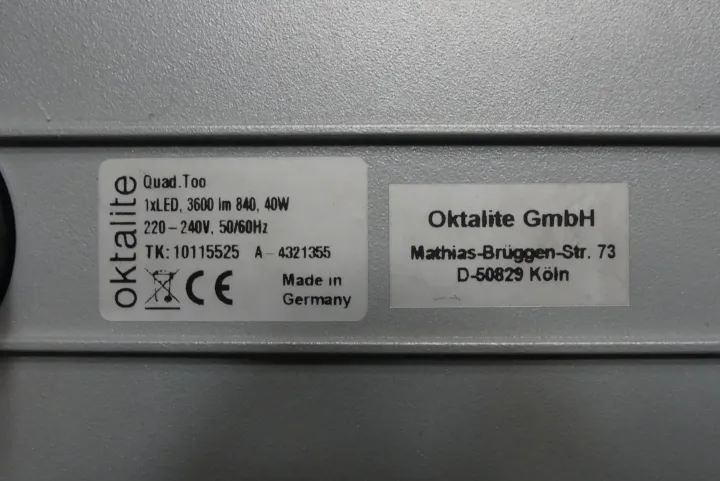 oktalite
Quad.Too
1xLED, 3600 lm 840, 40W
220-240V, 50/60Hz
TK: 10115525 A - 4321355
CE
Made in
Germany
Oktalite GmbH
Mathias-Brüggen-Str. 73
D-50829 Köln